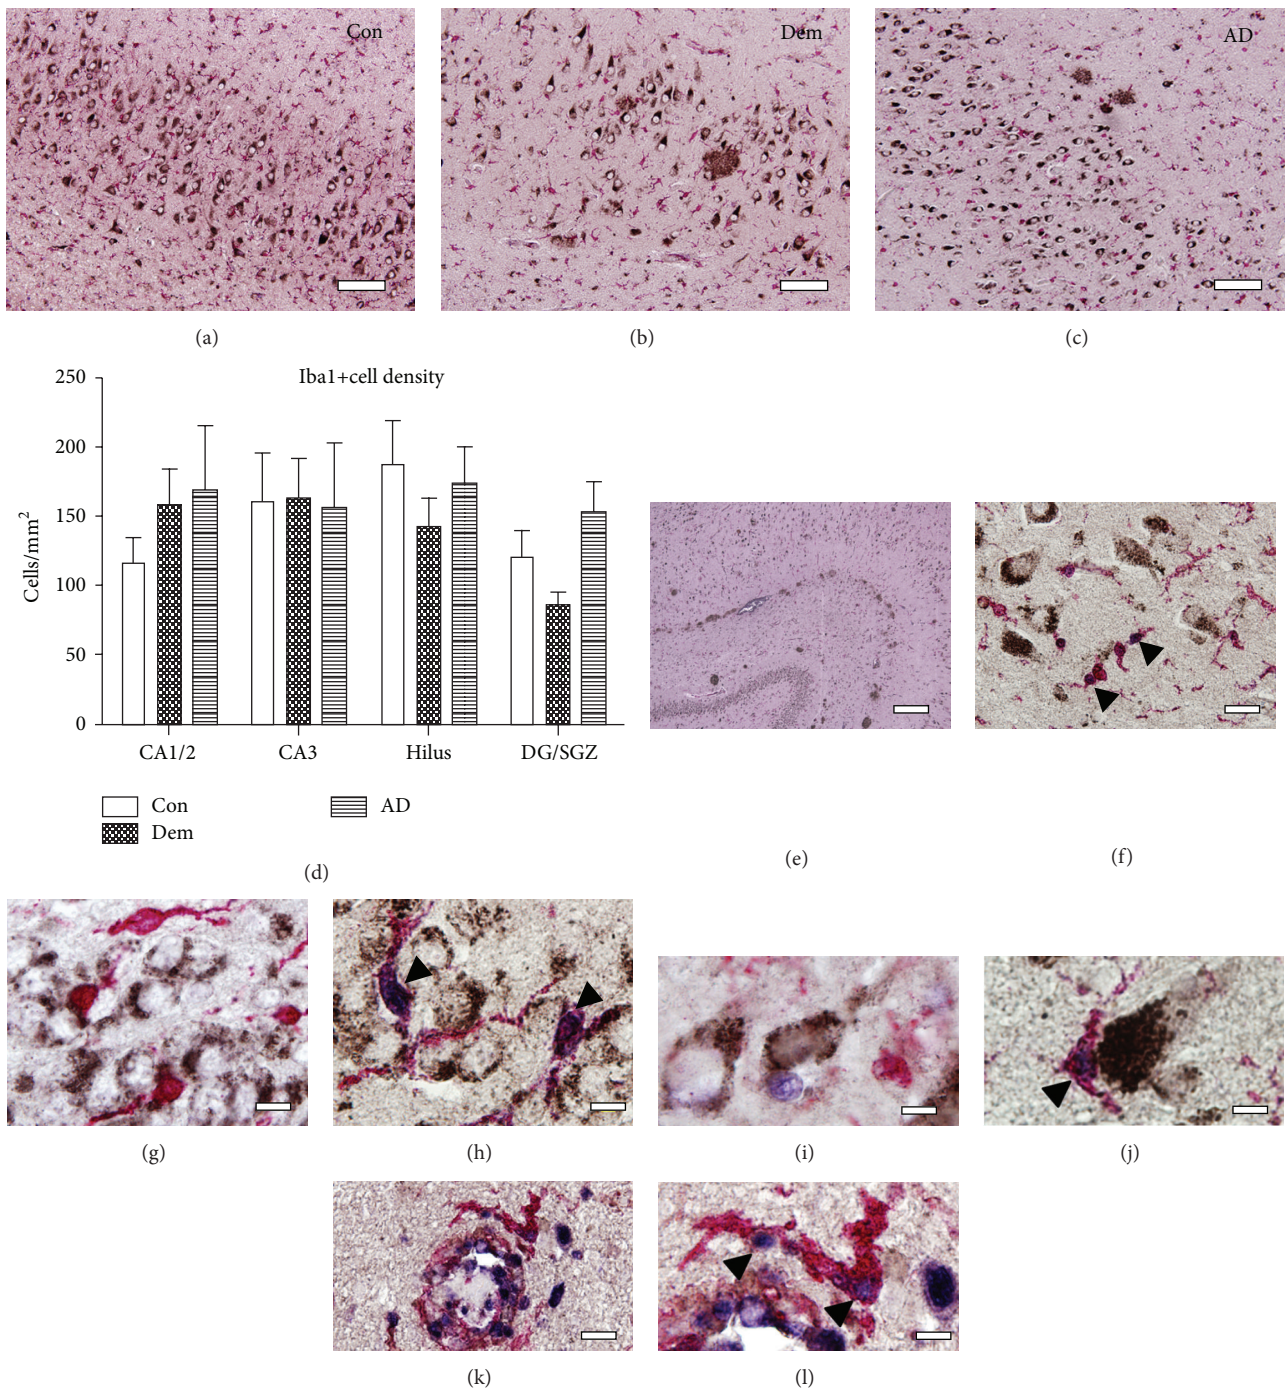 Con
Dem
AD
(a)
(b)
(c)
Iba1+cell density
Cells/mm²
250
200
150
100
50
0
CA1/2
CA3
Hilus
DG/SGZ
Con
AD
Dem
(d)
(e)
(f)
(g)
(h)
(i)
(j)
(k)
(l)